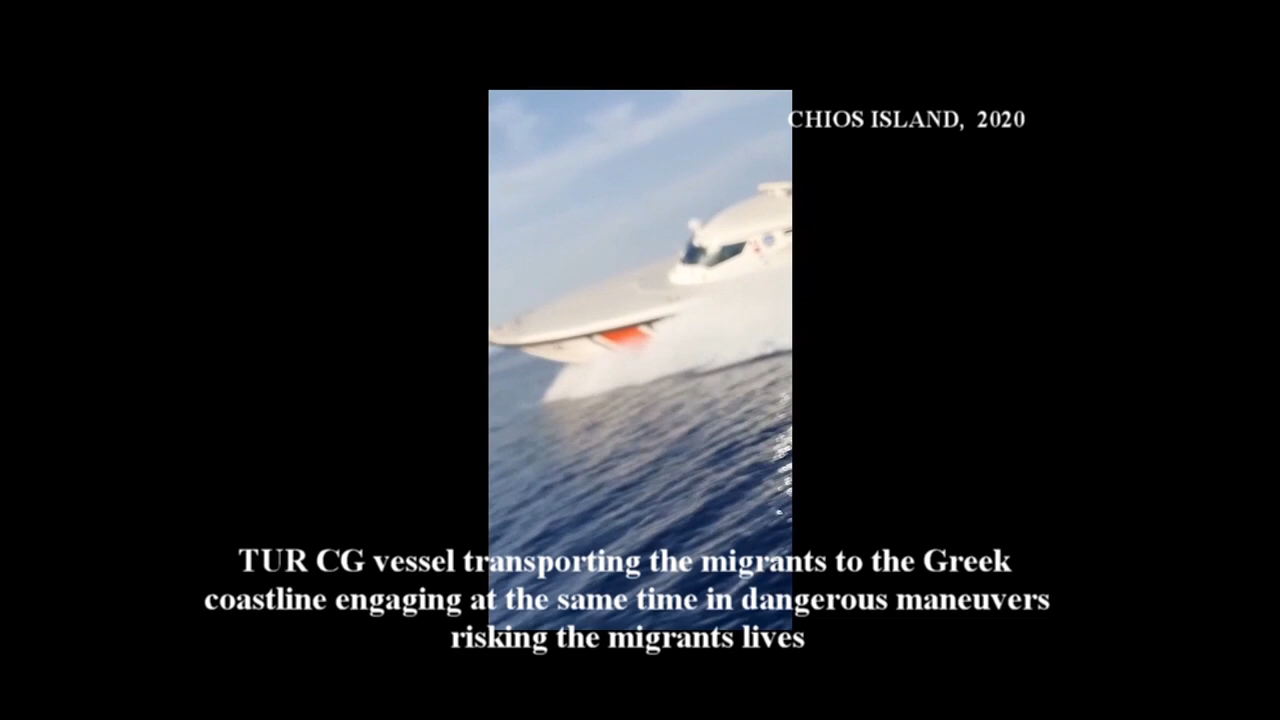 CHIOS ISLAND, 2020
TUR CG vessel transporting the migrants to the Greek
coastline engaging at the same time in dangerous maneuvers
risking the migrants lives